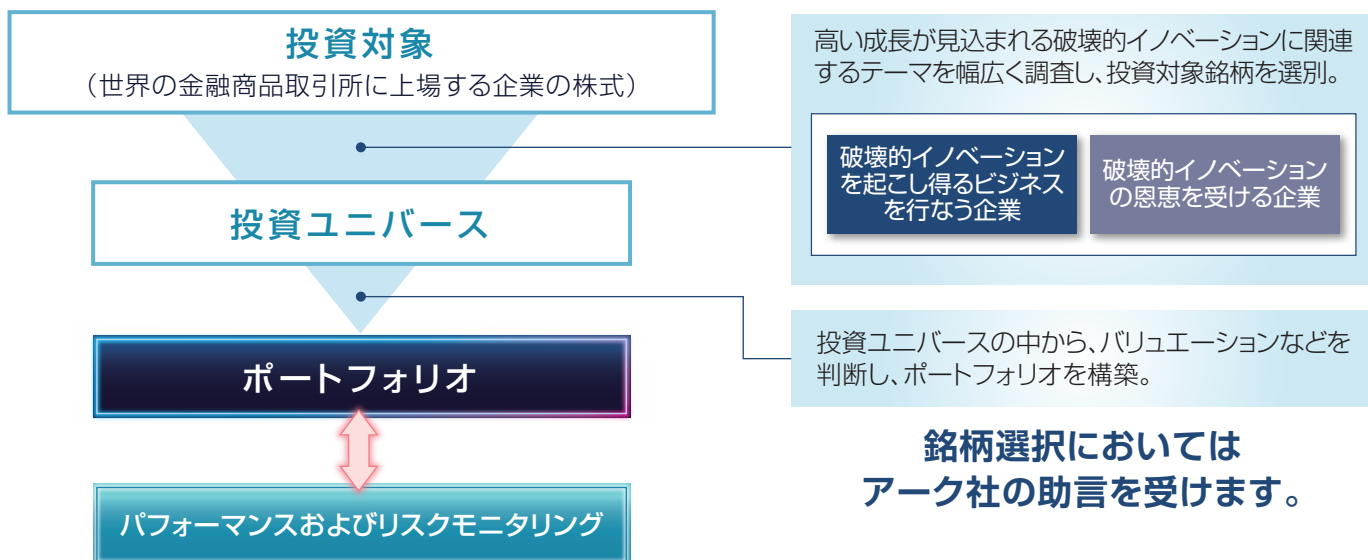 投資対象
（世界の金融商品取引所に上場する企業の株式）
高い成長が見込まれる破壊的イノベーションに関連
するテーマを幅広く調査し、投資対象銘柄を選別。
破壊的イノベーション
を起こし得るビジネス
を行なう企業
破壊的イノベーション
の恩恵を受ける企業
投資ユニバース
投資ユニバースの中から、バリュエーションなどを
判断し、ポートフォリオを構築。
ポートフォリオ
銘柄選択においては
アーク社の助言を受けます。
パフォーマンスおよびリスクモニタリング